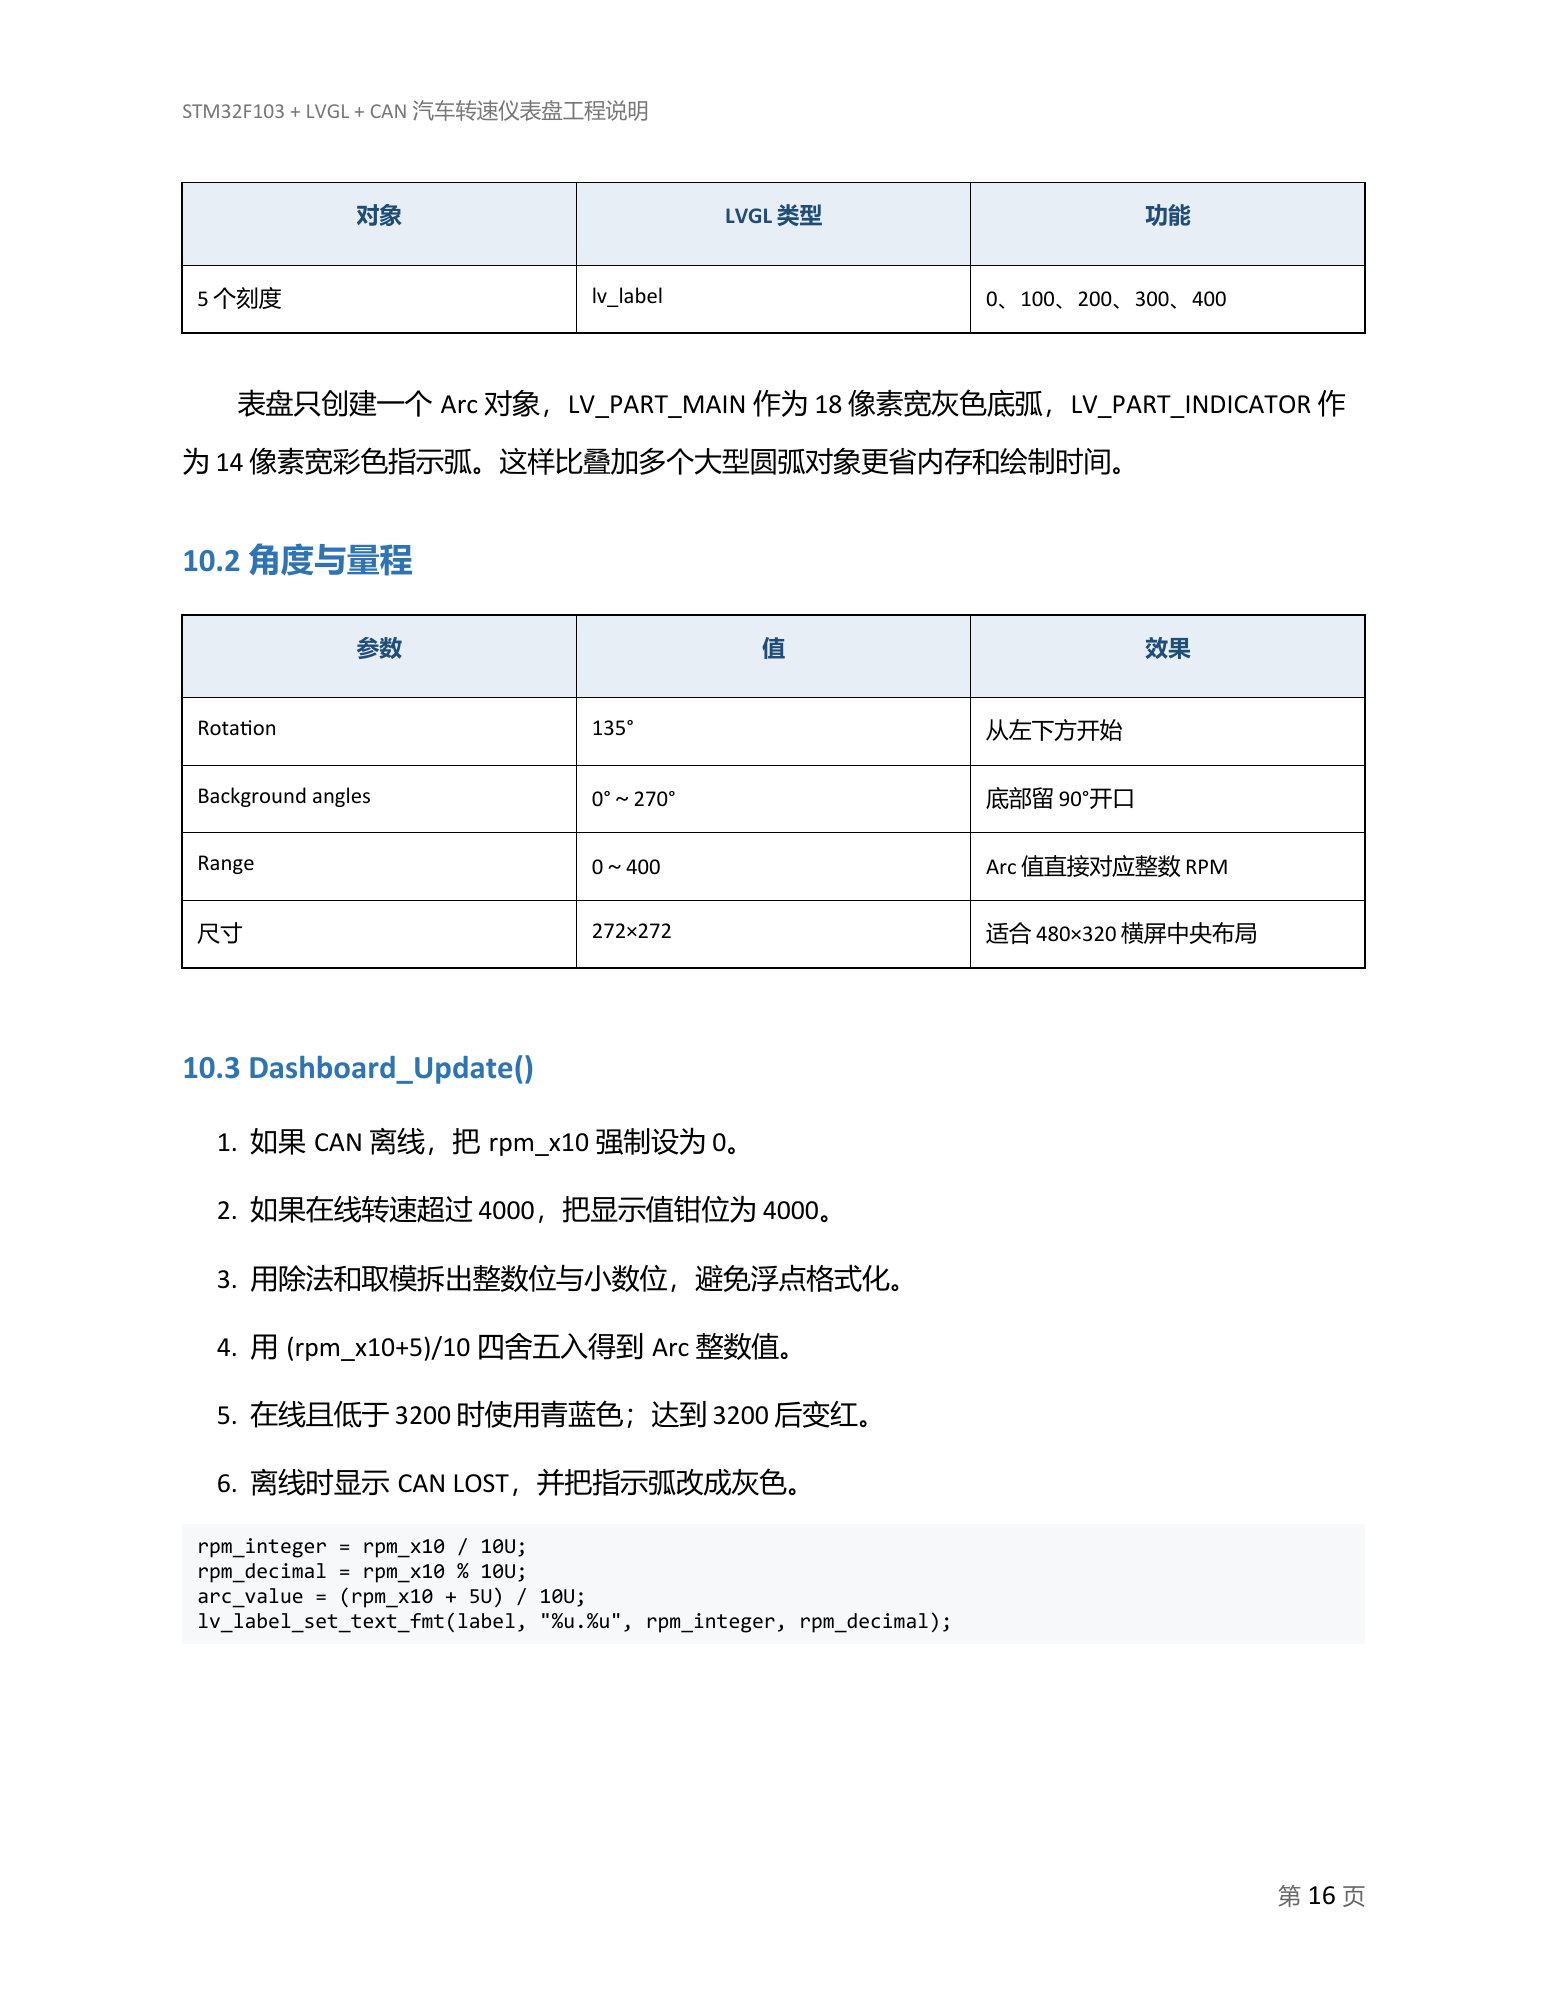 STM32F103 + LVGL + CAN 汽车转速仪表盘工程说明
对象 LVGL 类型 功能
5 个刻度 lv_label 0、100、200、300、400
表盘只创建一个 Arc 对象，LV_PART_MAIN 作为 18 像素宽灰色底弧，LV_PART_INDICATOR 作
为 14 像素宽彩色指示弧。这样比叠加多个大型圆弧对象更省内存和绘制时间。
10.2 角度与量程
参数 值 效果
Rotation 135° 从左下方开始
Background angles 0° ~ 270° 底部留 90°开口
Range 0 ~ 400 Arc 值直接对应整数 RPM
尺寸 272×272 适合 480×320 横屏中央布局
10.3 Dashboard_Update()
1. 如果 CAN 离线，把 rpm_x10 强制设为 0。
2. 如果在线转速超过 4000，把显示值钳位为 4000。
3. 用除法和取模拆出整数位与小数位，避免浮点格式化。
4. 用 (rpm_x10+5)/10 四舍五入得到 Arc 整数值。
5. 在线且低于 3200 时使用青蓝色；达到 3200 后变红。
6. 离线时显示 CAN LOST，并把指示弧改成灰色。
rpm_integer = rpm_x10 / 10U;
rpm_decimal = rpm_x10 % 10U;
arc_value = (rpm_x10 + 5U) / 10U;
lv_label_set_text_fmt(label, "%u.%u", rpm_integer, rpm_decimal);
第 16 页